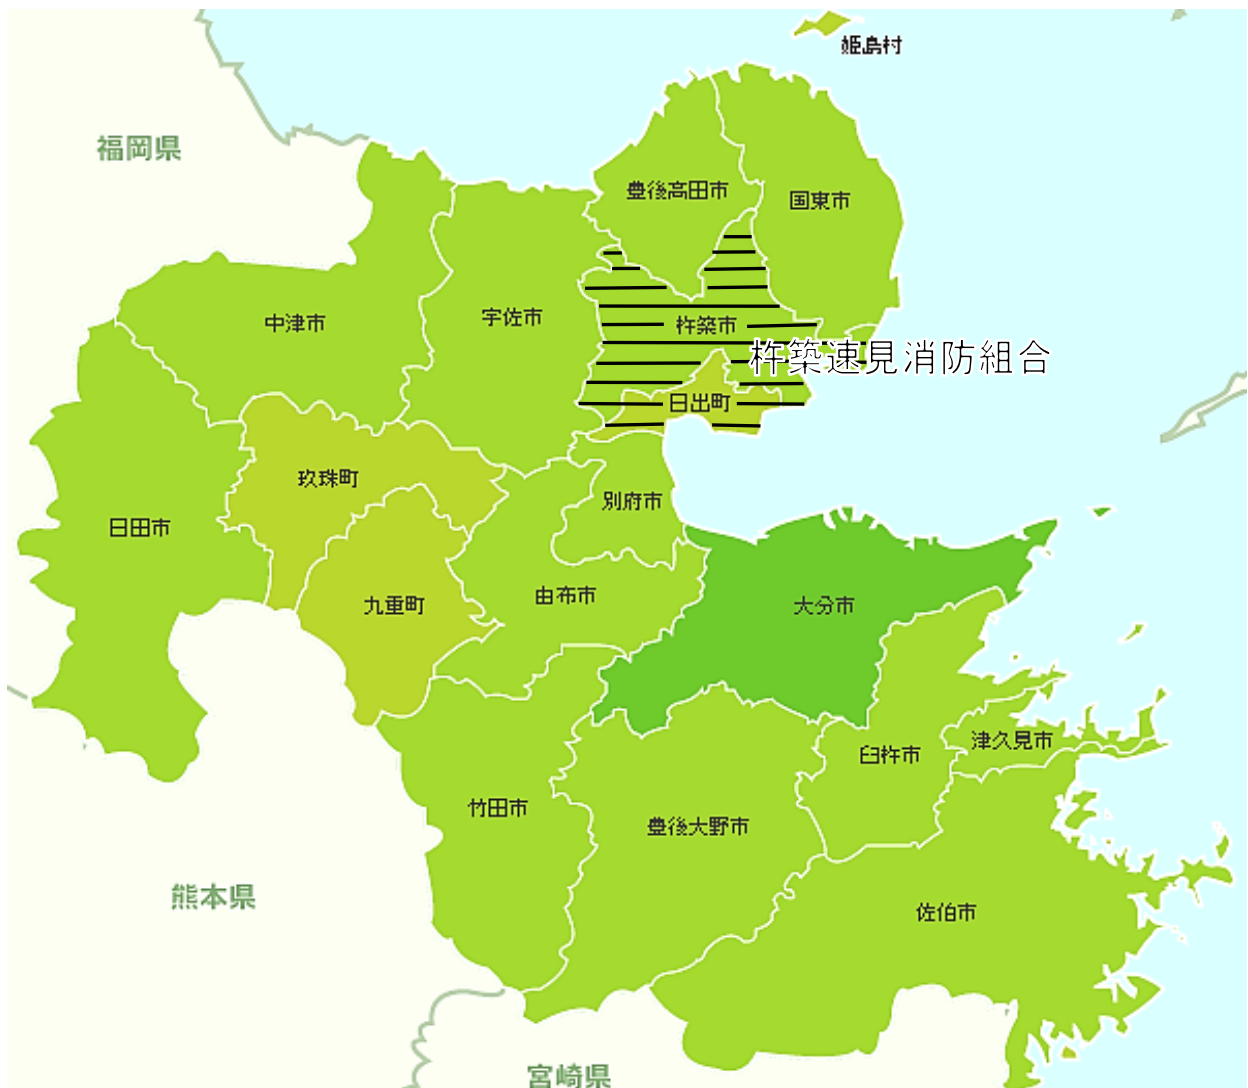 姫島村
福岡県
豊後高田市
国東市
中津市
宇佐市
杵築市
杵築速見消防組合
日出町
玖珠町
別府市
日田市
由布市
九重町
大分市
津久見市
臼杵市
竹田市
豊後大野市
熊本県
佐伯市
宮崎県